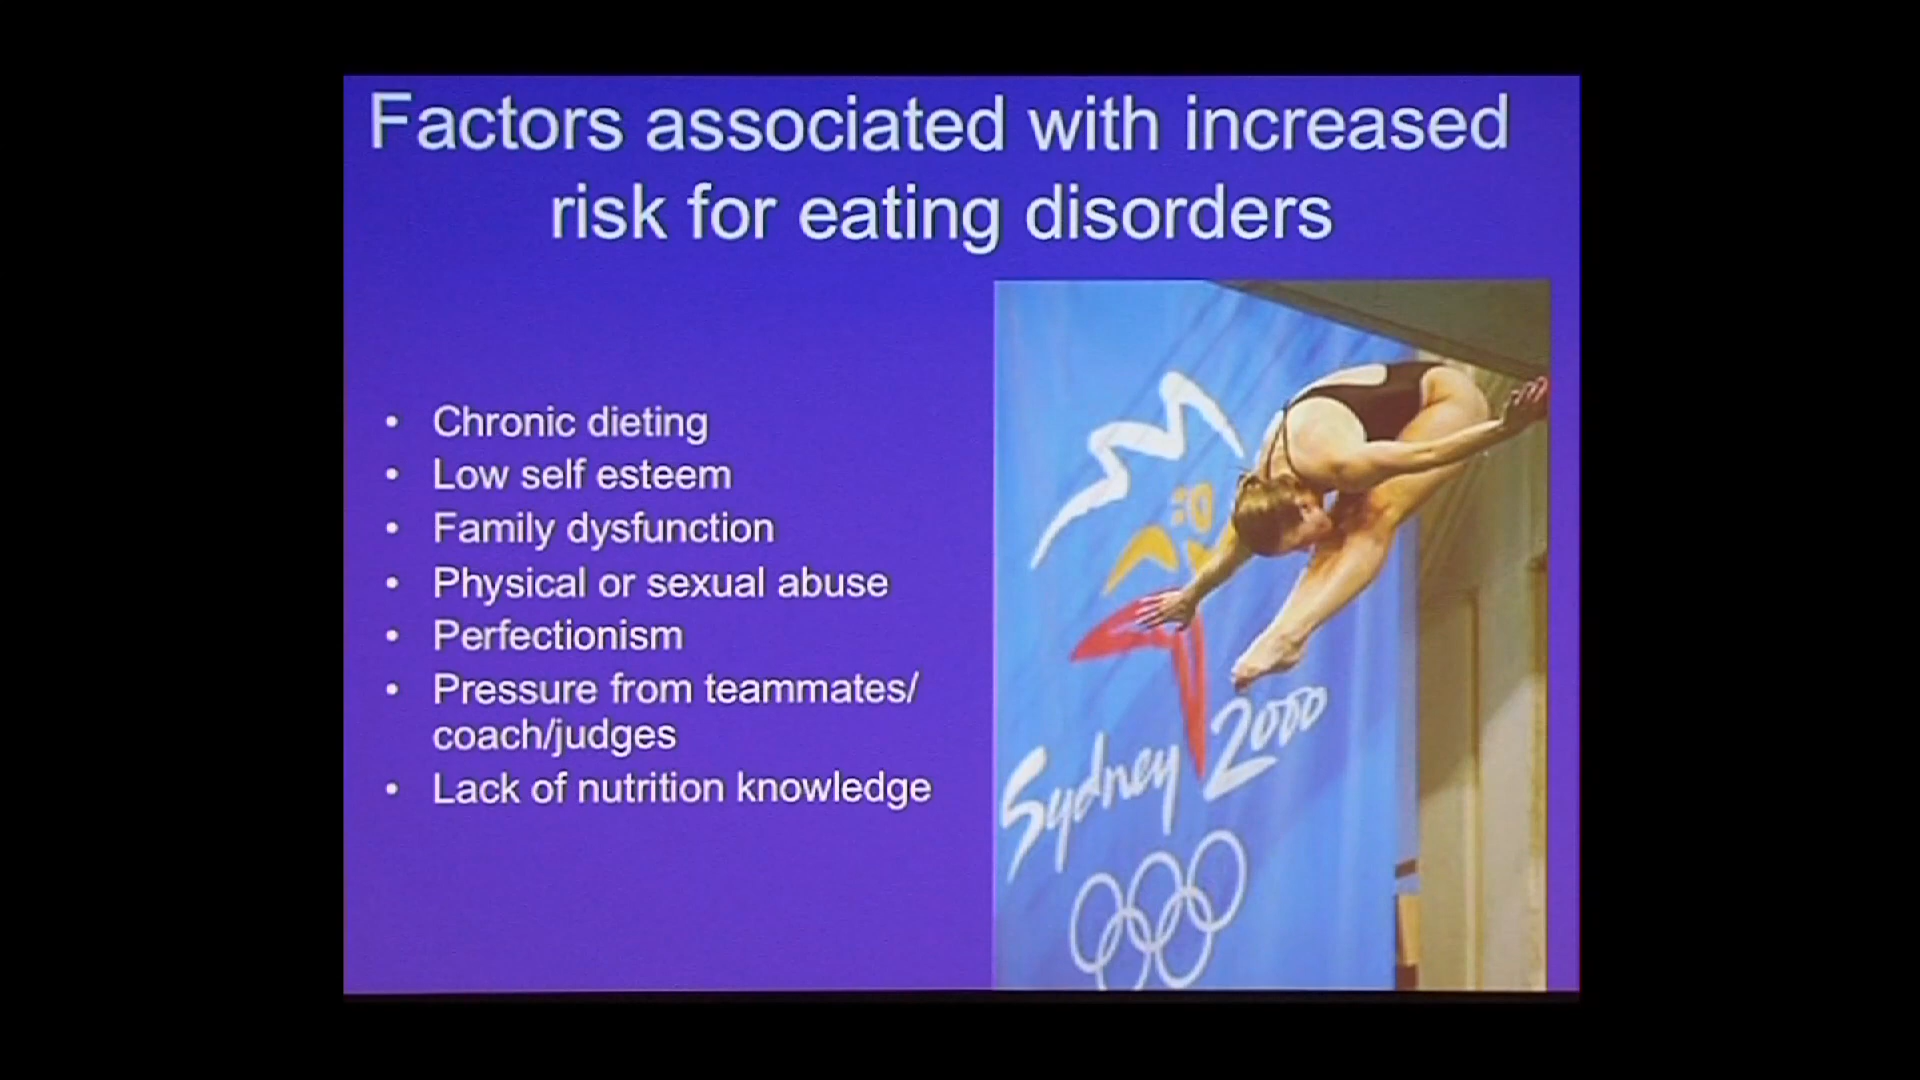 Factors associated with increased
risk for eating disorders
• Chronic dieting
• Low self esteem
• Family dysfunction
• Physical or sexual abuse
• Perfectionism
• Pressure from teammates/
coach/judges
• Lack of nutrition knowledge
Sydney 2000